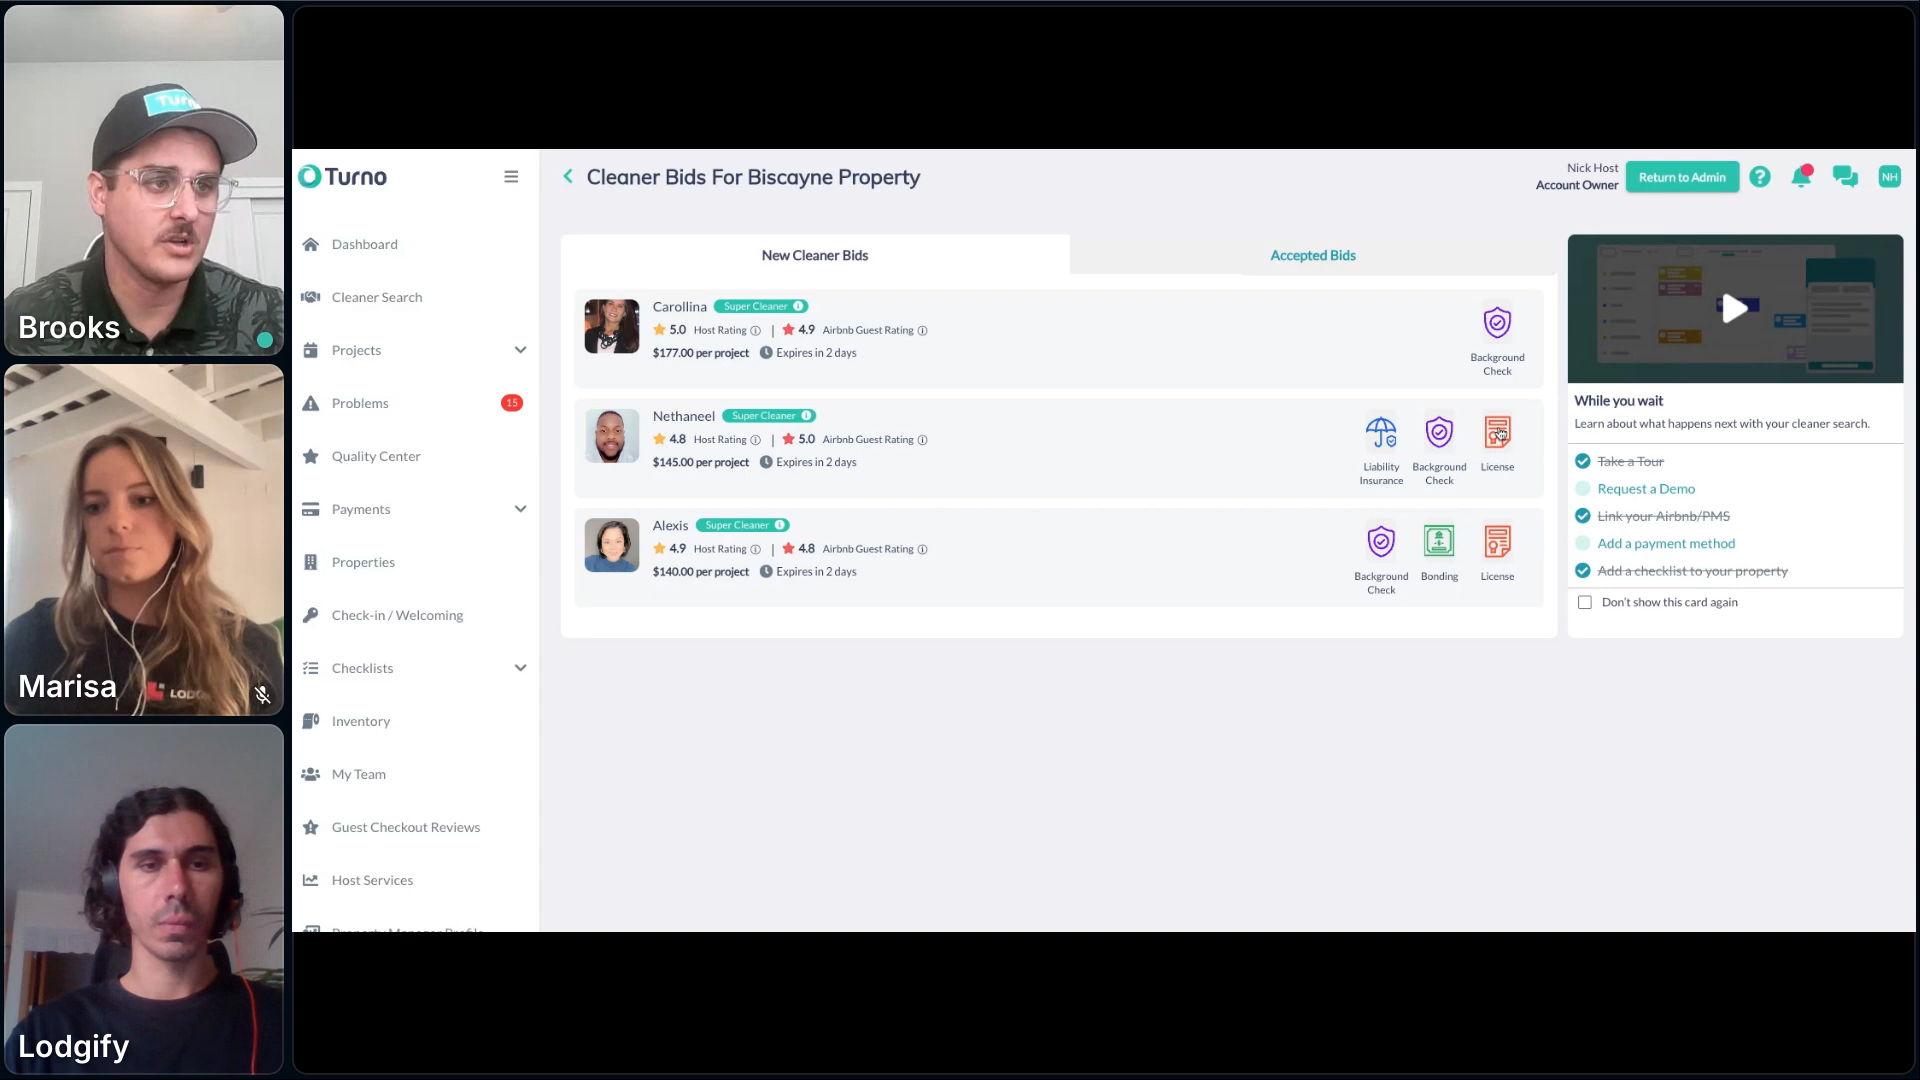 Turno
Brooks
Marisa
LODG
Lodgify
Turno
Dashboard
Cleaner Search
Projects
Problems
15
Quality Center
Payments
Properties
Check-in / Welcoming
Checklists
Inventory
My Team
Guest Checkout Reviews
Host Services
Property Manager Profile
Cleaner Bids For Biscayne Property
Nick Host
Account Owner
Return to Admin
?
NH
New Cleaner Bids
Accepted Bids
Carollina Super Cleaner
5.0 Host Rating | 4.9 Airbnb Guest Rating
$177.00 per project Expires in 2 days
Background
Check
Nethaneel Super Cleaner
4.8 Host Rating | 5.0 Airbnb Guest Rating
$145.00 per project Expires in 2 days
Liability
Insurance
Background
Check
License
Alexis Super Cleaner
4.9 Host Rating | 4.8 Airbnb Guest Rating
$140.00 per project Expires in 2 days
Background
Check
Bonding
License
While you wait
Learn about what happens next with your cleaner search.
Take a Tour
Request a Demo
Link your Airbnb/PMS
Add a payment method
Add a checklist to your property
Don't show this card again